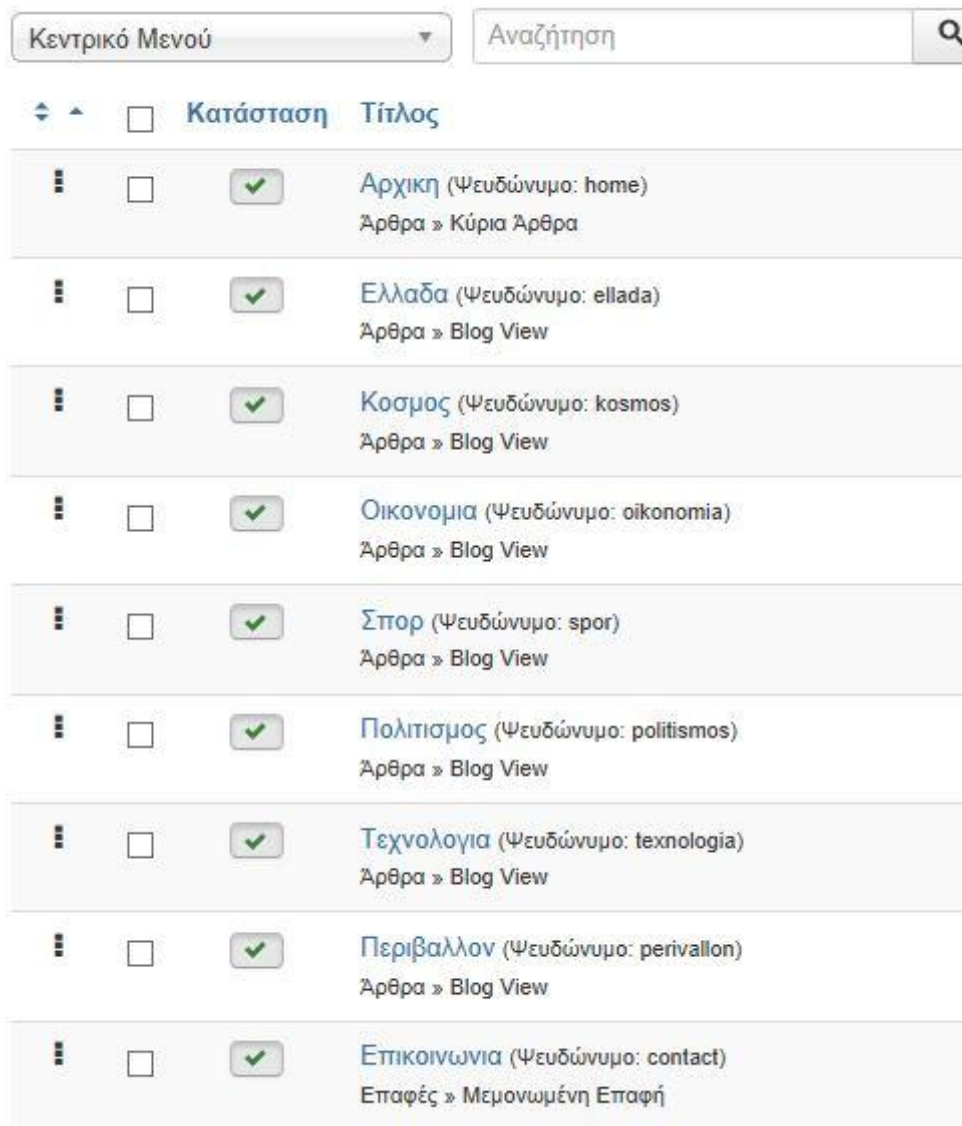 Κεντρικό Μενού Αναζήτηση
Κατάσταση Τίτλος
Αρχικη (Ψευδώνυμο: home)
Άρθρα » Κύρια Άρθρα
Ελλαδα (Ψευδώνυμο: ellada)
Άρθρα » Blog View
Κοσμος (Ψευδώνυμο: kosmos)
Άρθρα » Blog View
Οικονομια (Ψευδώνυμο: oikonomia)
Άρθρα » Blog View
Σπορ (Ψευδώνυμο: spor)
Άρθρα » Blog View
Πολιτισμος (Ψευδώνυμο: politismos)
Άρθρα » Blog View
Τεχνολογια (Ψευδώνυμο: texnologia)
Άρθρα » Blog View
Περιβαλλον (Ψευδώνυμο: perivallon)
Άρθρα » Blog View
Επικοινωνια (Ψευδώνυμο: contact)
Επαφές » Μεμονωμένη Επαφή